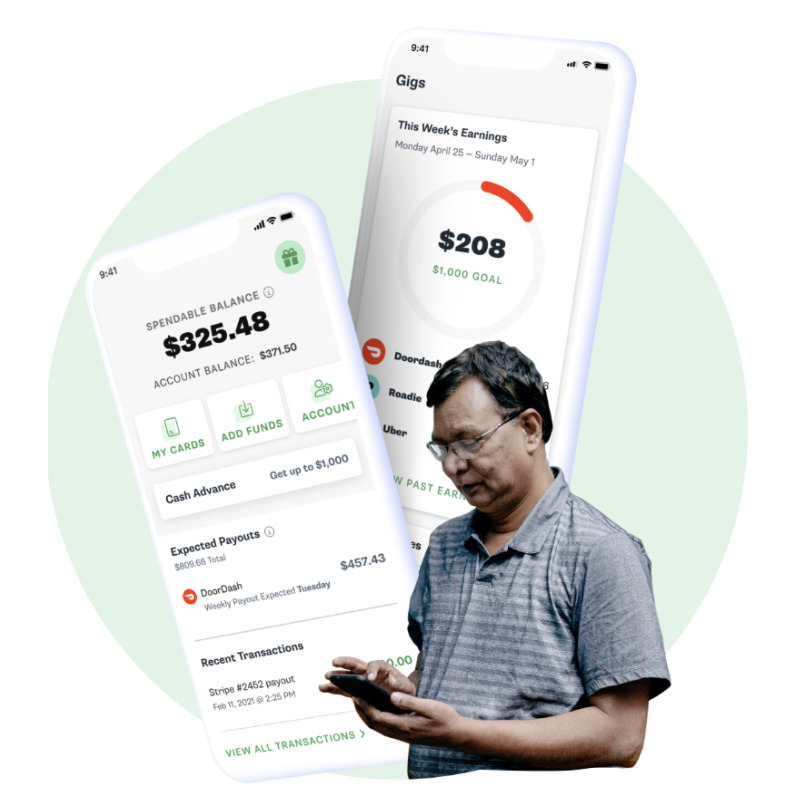 9:41
Gigs
This Week's Earnings
Monday April 25 – Sunday May 1
$208
$1,000 GOAL
Doordash
Roadie
Uber
PAST
9:41
SPENDABLE BALANCE
$325.48
ACCOUNT BALANCE: $371.50
MY CARDS
ADD FUNDS
ACCOUNT
Cash Advance
Get up to $1,000
Expected Payouts
$809.66 Total
DoorDash
$457.43
Weekly Payout Expected Tuesday
Recent Transactions
Stripe #2452 payout
Feb 11, 2021 @ 2:25 PM
VIEW ALL TRANSACTIONS >